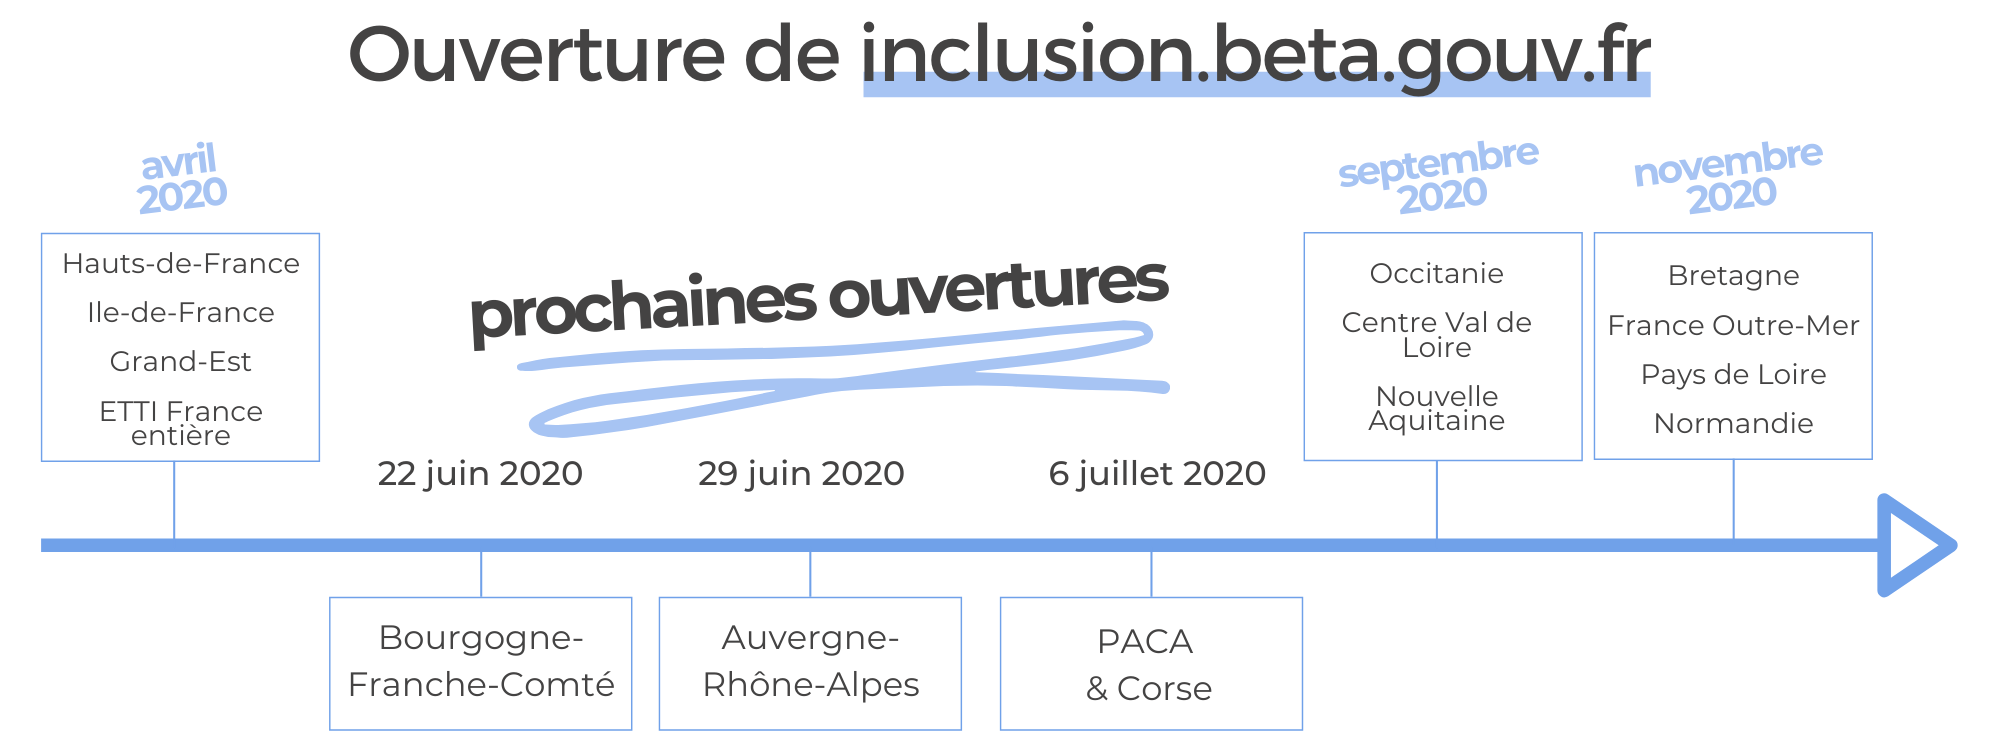 Ouverture de inclusion.beta.gouv.fr
avril
2020
Hauts-de-France
Ile-de-France
Grand-Est
ETTI France
entière
prochaines ouvertures
22 juin 2020
Bourgogne-
Franche-Comté
29 juin 2020
Auvergne-
Rhône-Alpes
6 juillet 2020
PACA
& Corse
septembre
2020
Occitanie
Centre Val de
Loire
Nouvelle
Aquitaine
novembre
2020
Bretagne
France Outre-Mer
Pays de Loire
Normandie